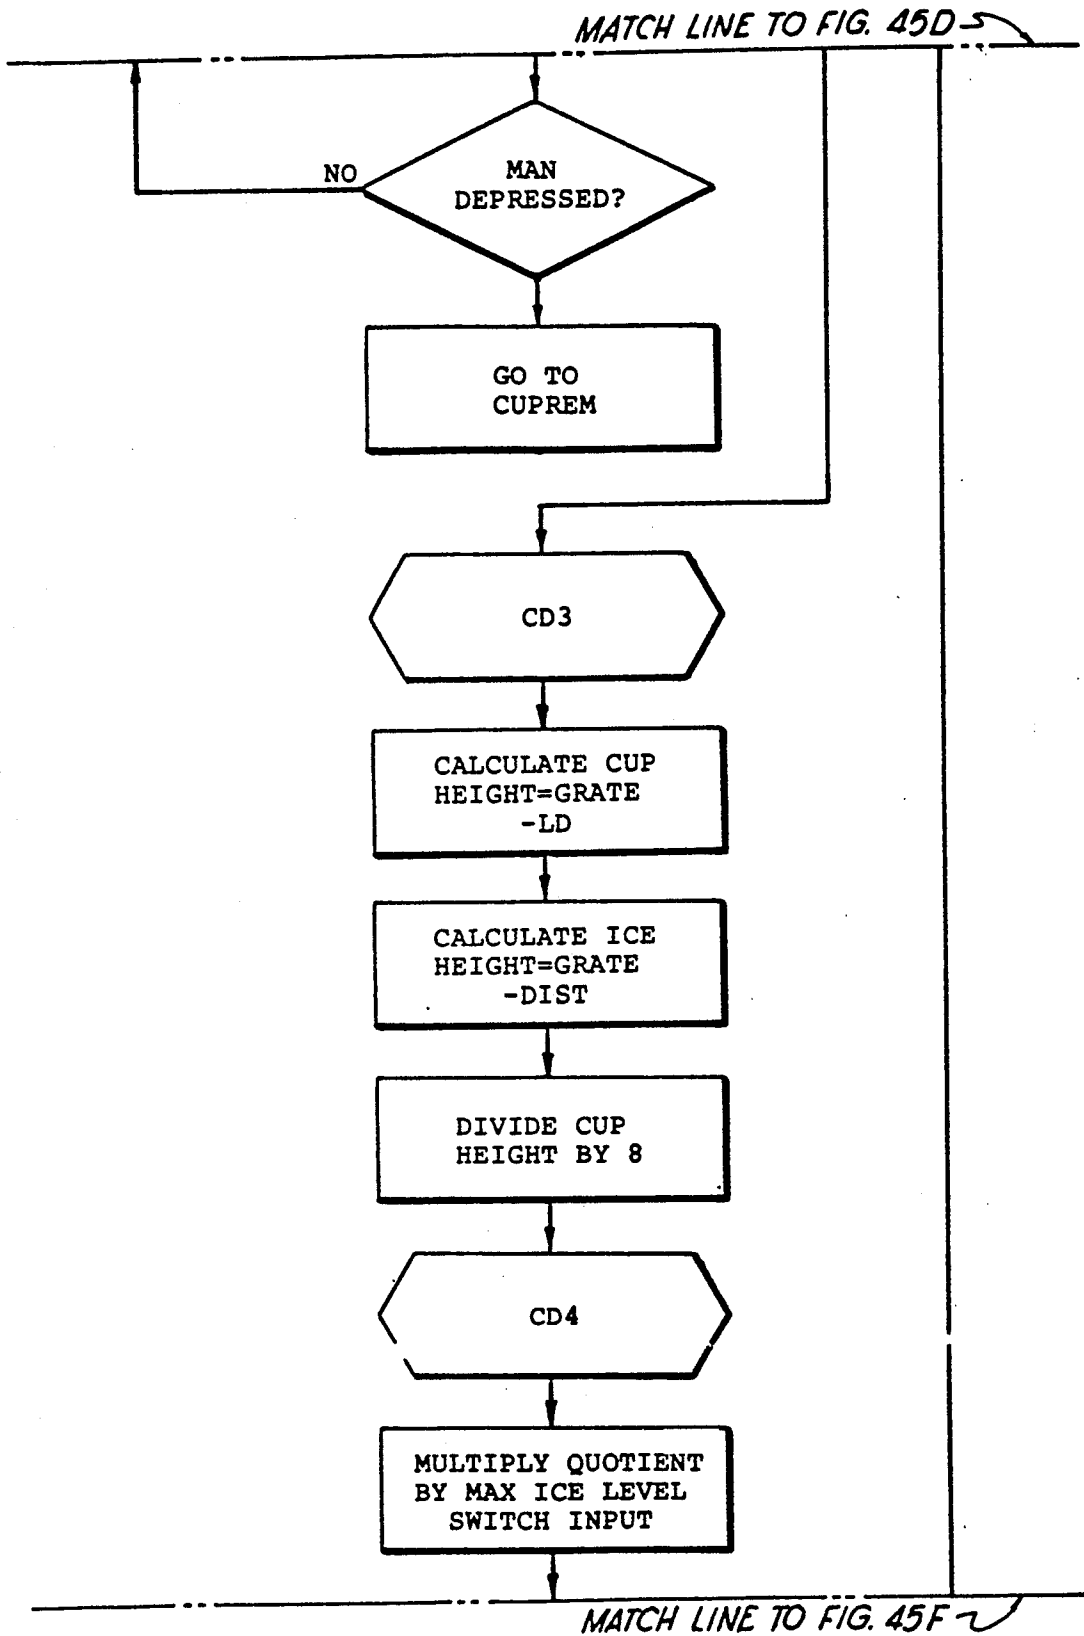 MATCH LINE TO FIG. 45D
NO
MAN
DEPRESSED?
GO TO
CUPREM
CD3
CALCULATE CUP
HEIGHT=GRATE
-LD
CALCULATE ICE
HEIGHT=GRATE
-DIST
DIVIDE CUP
HEIGHT BY 8
CD4
MULTIPLY QUOTIENT
BY MAX ICE LEVEL
SWITCH INPUT
MATCH LINE TO FIG. 45F